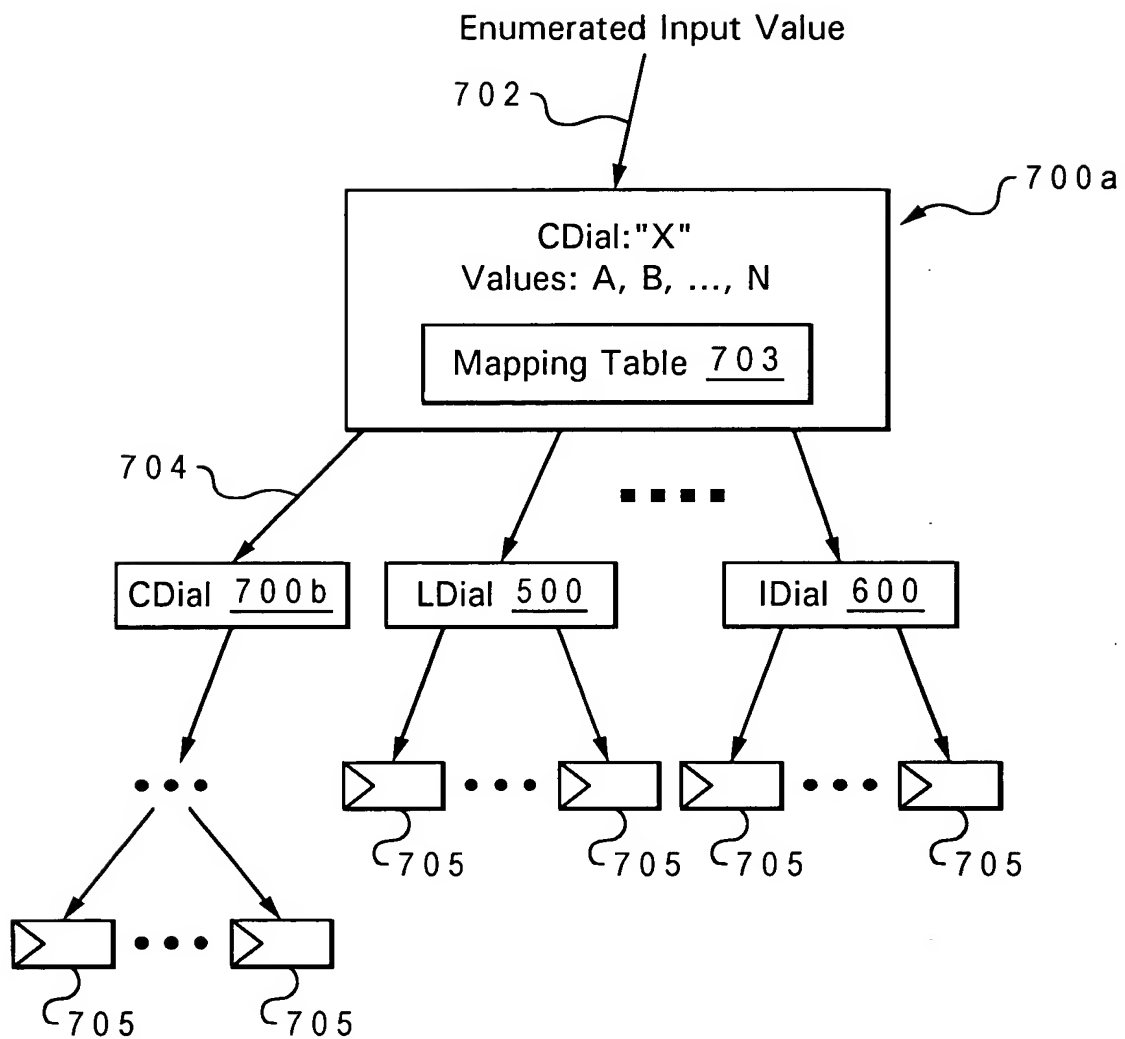 Enumerated Input Value
702
700a
CDial:"X"
Values: A, B, ..., N
Mapping Table 703
704
CDial 700b
LDial 500
IDial 600
705
705
705
705
705
705